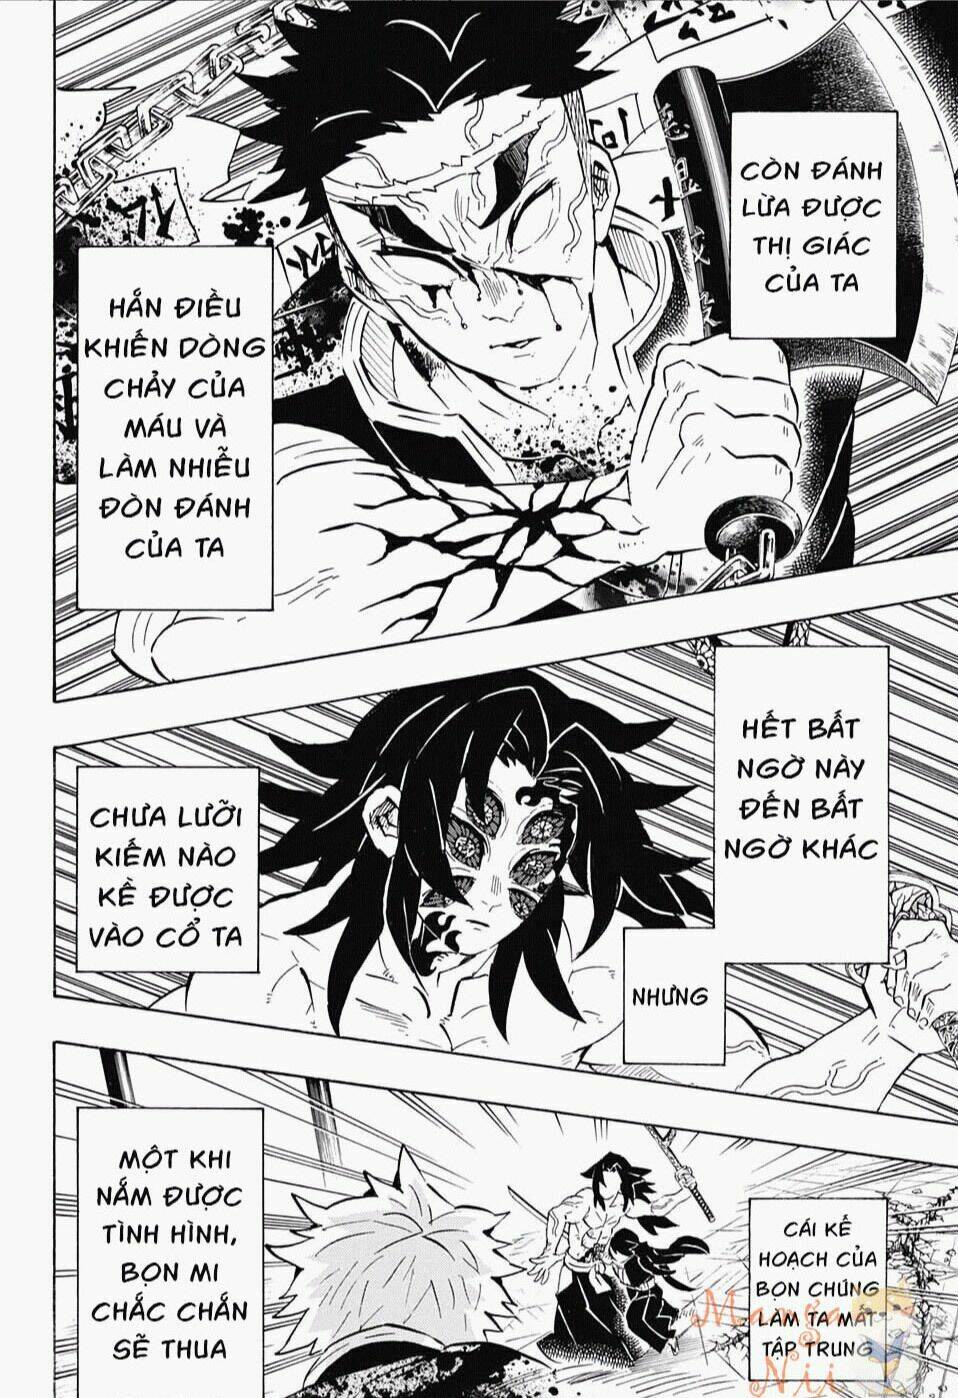 CÒN ĐÁNH
LỪA ĐƯỢC
THỊ GIÁC
CỦA TA
HẮN ĐIỀU
KHIẾN DÒNG
CHẢY CỦA
MÁU VÀ
LÀM NHIỄU
ĐÒN ĐÁNH
CỦA TA
HẾT BẤT
NGỜ NÀY
ĐẾN BẤT
NGỜ KHÁC
NHƯNG
CHƯA LƯỠI
KIẾM NÀO
KỀ ĐƯỢC
VÀO CỔ TA
CÁI KẾ
HOẠCH CỦA
BỌN CHÚNG
LÀM TA MẤT
TẬP TRUNG
MỘT KHI
NẮM ĐƯỢC
TÌNH HÌNH,
BỌN MI
CHẮC CHẮN
SẼ THUA
Manga
Nii